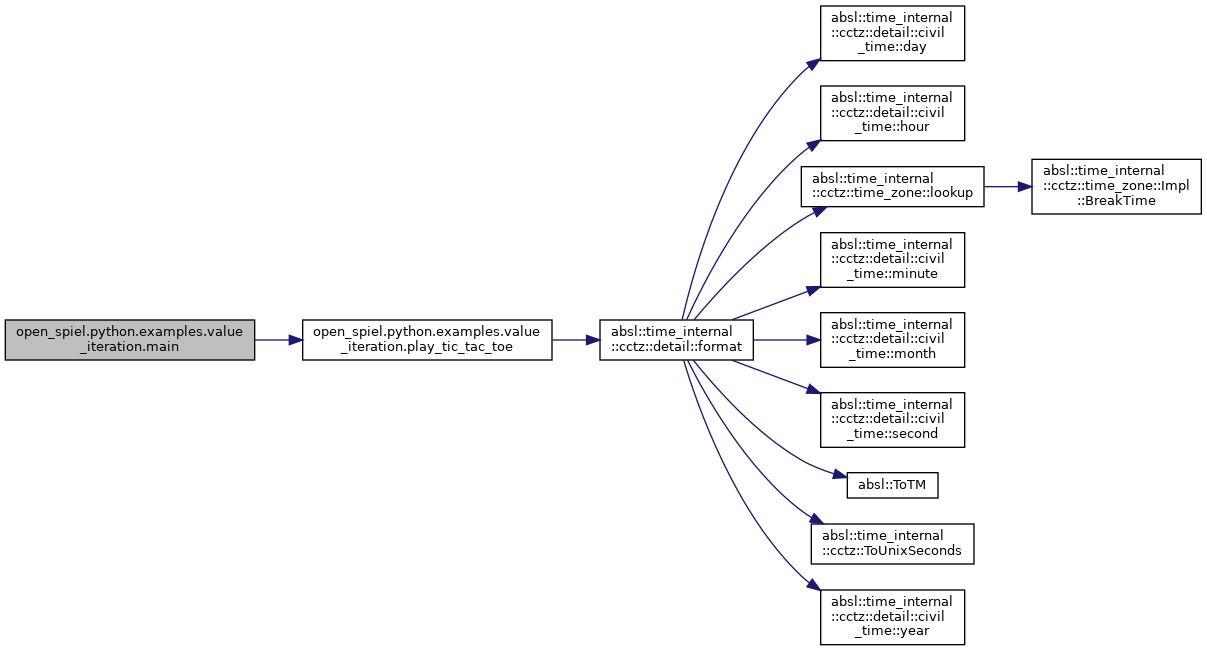 open_spiel.python.examples.value
_iteration.main
open_spiel.python.examples.value
_iteration.play_tic_tac_toe
absl::time_internal
::cctz::detail::format
absl::time_internal
::cctz::detail::civil
_time::day
absl::time_internal
::cctz::detail::civil
_time::hour
absl::time_internal
::cctz::time_zone::lookup
absl::time_internal
::cctz::time_zone::Impl
::BreakTime
absl::time_internal
::cctz::detail::civil
_time::minute
absl::time_internal
::cctz::detail::civil
_time::month
absl::time_internal
::cctz::detail::civil
_time::second
absl::ToTM
absl::time_internal
::cctz::ToUnixSeconds
absl::time_internal
::cctz::detail::civil
_time::year